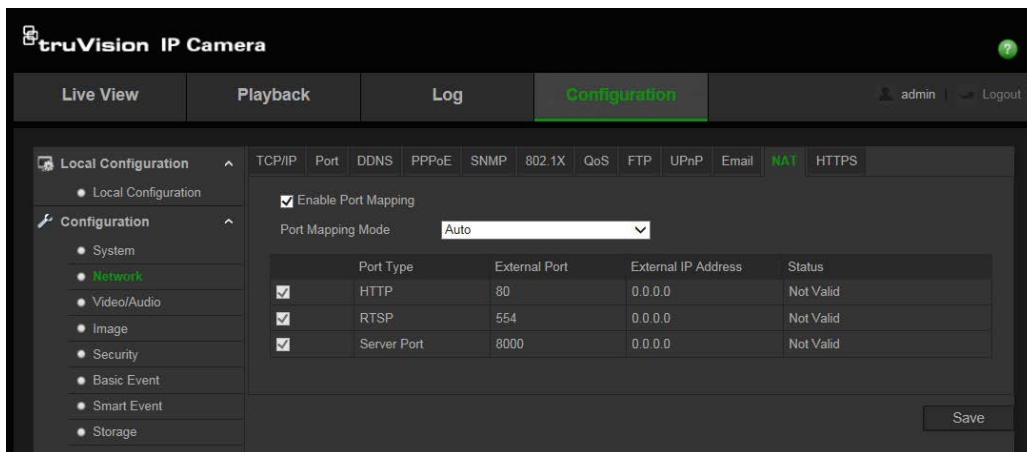 truVision IP Camera
?
Live View Playback Log Configuration admin | Logout
Local Configuration
Local Configuration
Configuration
System
Network
Video/Audio
Image
Security
Basic Event
Smart Event
Storage
TCP/IP Port DDNS PPPoE SNMP 802.1X QoS FTP UPnP Email NAT HTTPS
Enable Port Mapping
Port Mapping Mode Auto
Port Type External Port External IP Address Status
HTTP 80 0.0.0.0 Not Valid
RTSP 554 0.0.0.0 Not Valid
Server Port 8000 0.0.0.0 Not Valid
Save